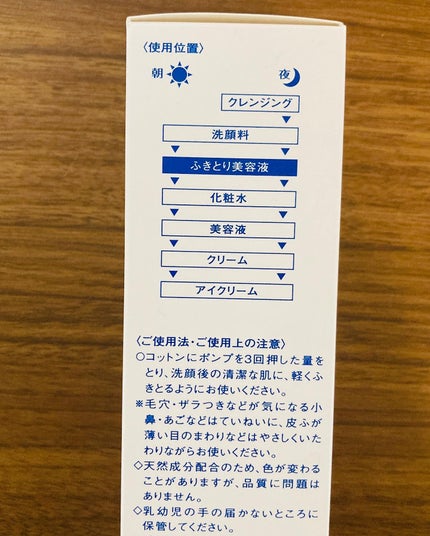 〈使用位置〉
朝 夜
クレンジング
洗顔料
ふきとり美容液
化粧水
美容液
クリーム
アイクリーム
〈ご使用法・ご使用上の注意〉
○コットンにポンプを3回押した量を
とり、洗顔後の清潔な肌に、軽くふ
きとるようにお使いください。
※毛穴・ザラつきなどが気になる小
鼻・あごなどはていねいに、皮ふが
薄い目のまわりなどはやさしくいた
わりながらお使いください。
◇天然成分配合のため、色が変わる
ことがありますが、品質に問題は
ありません。
◇乳幼児の手の届かないところに
保管してください。